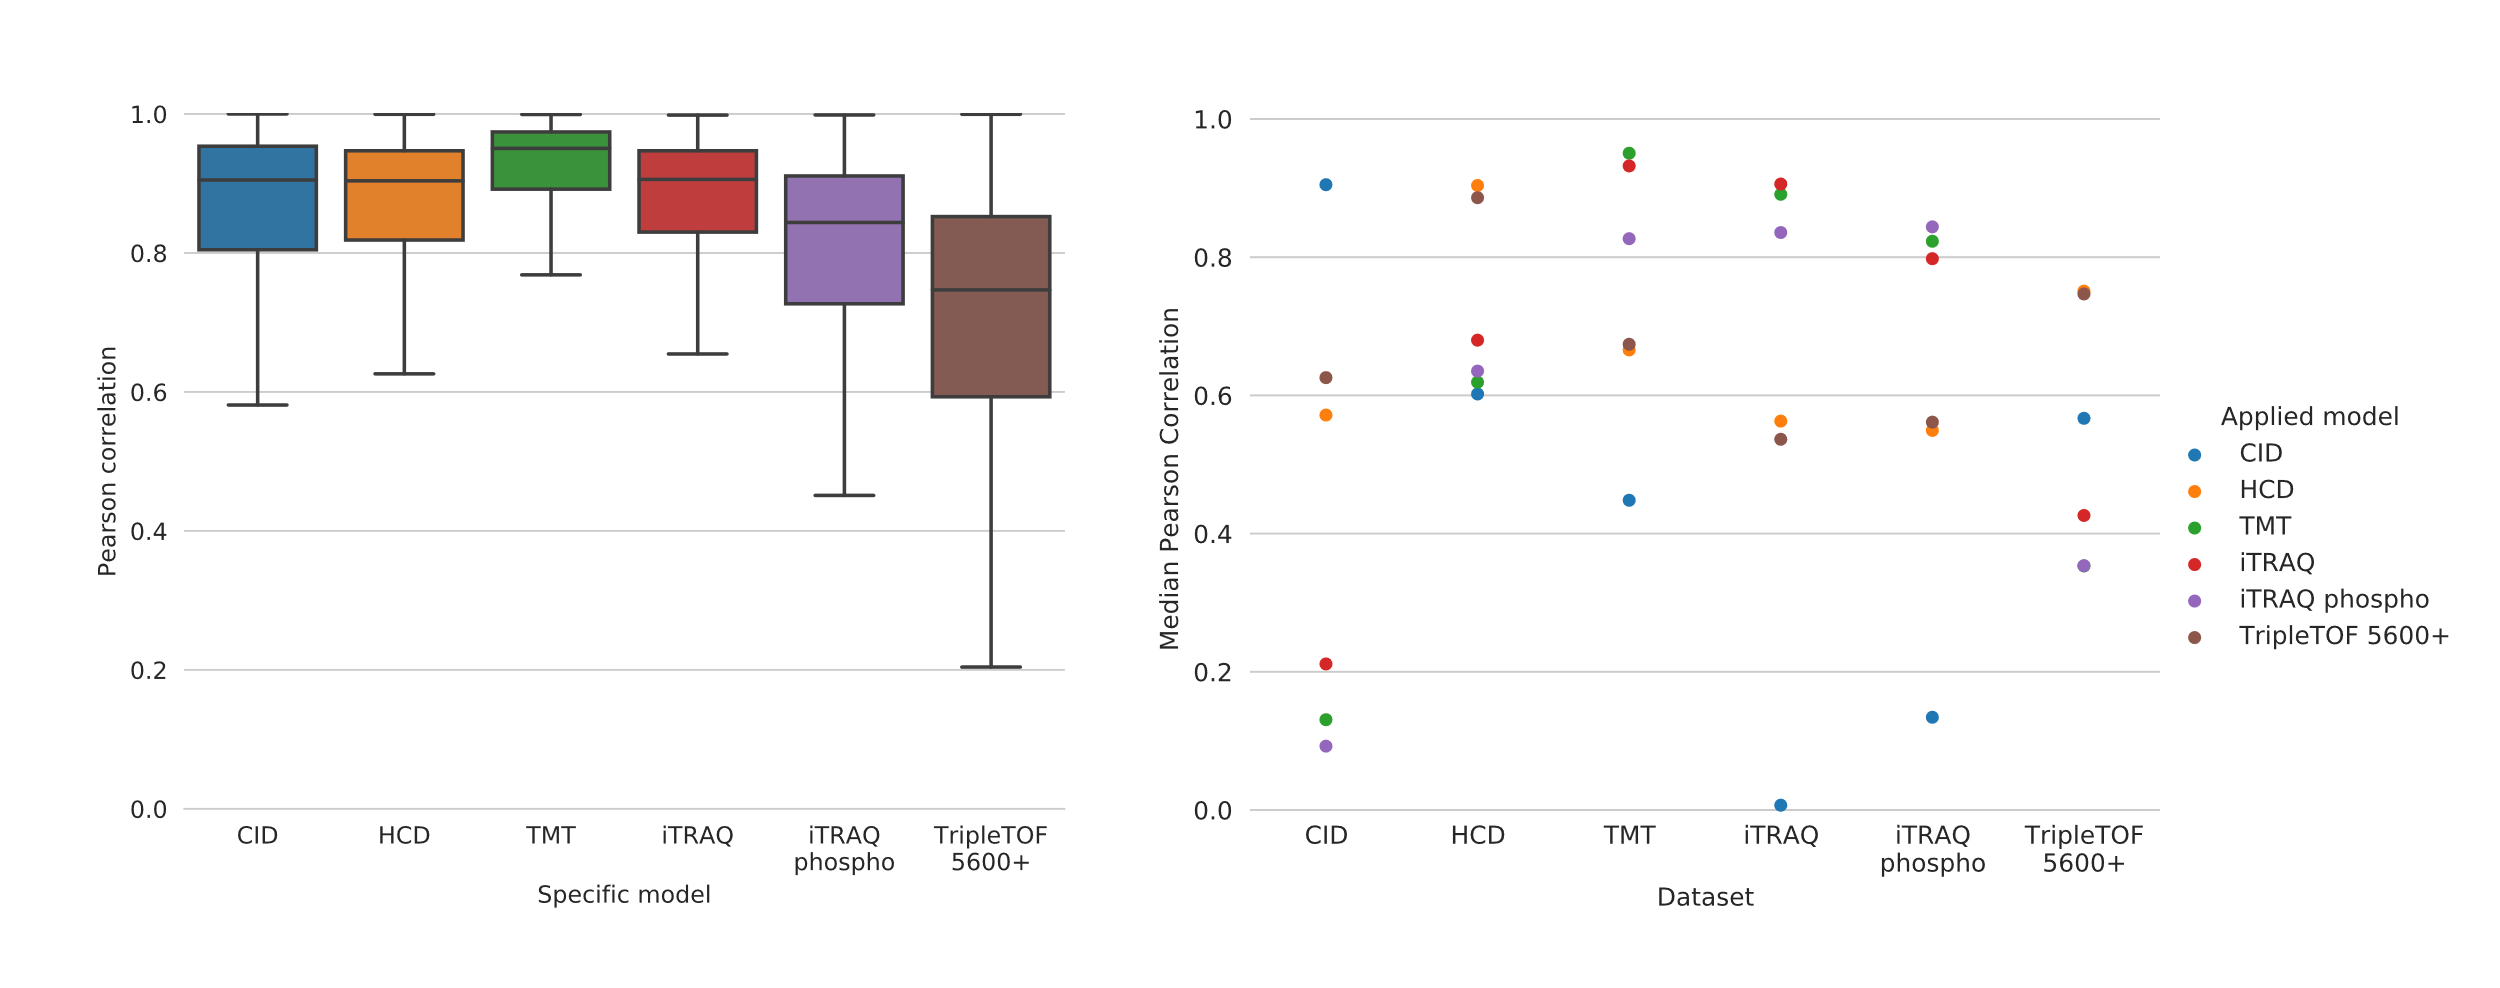 1.0
0.8
0.6
0.4
0.2
0.0
Pearson correlation
CID
HCD
TMT
iTRAQ
iTRAQ
phospho
TripleTOF
5600+
Specific model
1.0
0.8
0.6
0.4
0.2
0.0
Median Pearson Correlation
CID
HCD
TMT
iTRAQ
iTRAQ
phospho
TripleTOF
5600+
Dataset
Applied model
CID
HCD
TMT
iTRAQ
iTRAQ phospho
TripleTOF 5600+